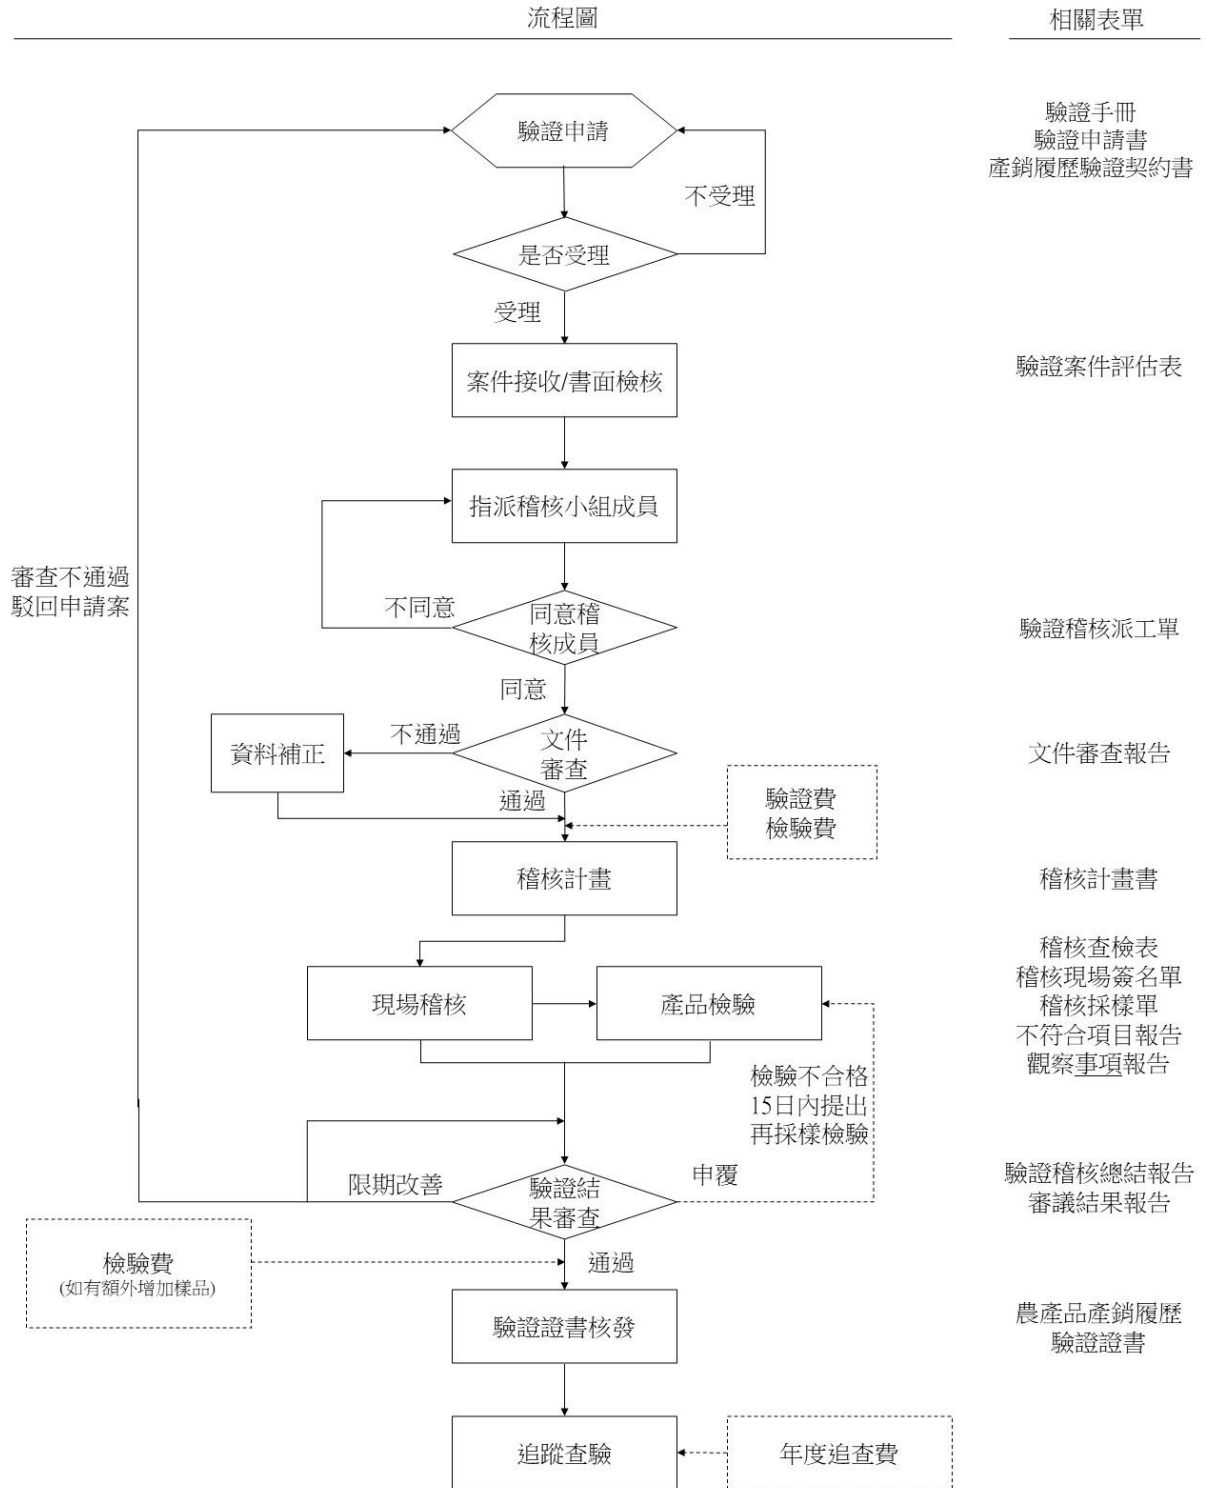 流程圖
相關表單
驗證申請
驗證手冊
驗證申請書
產銷履歷驗證契約書
不受理
是否受理
受理
案件接收/書面檢核
驗證案件評估表
指派稽核小組成員
審查不通過
駁回申請案
不同意
同意稽
核成員
驗證稽核派工單
同意
資料補正
不通過
文件
審查
文件審查報告
通過
驗證費
檢驗費
稽核計畫
稽核計畫書
現場稽核
產品檢驗
稽核查檢表
稽核現場簽名單
稽核採樣單
不符合項目報告
觀察事項報告
檢驗不合格
15日內提出
再採樣檢驗
限期改善
驗證結
果審查
申覆
驗證稽核總結報告
審議結果報告
檢驗費
(如有額外增加樣品)
通過
驗證證書核發
農產品產銷履歷
驗證證書
追蹤查驗
年度追查費